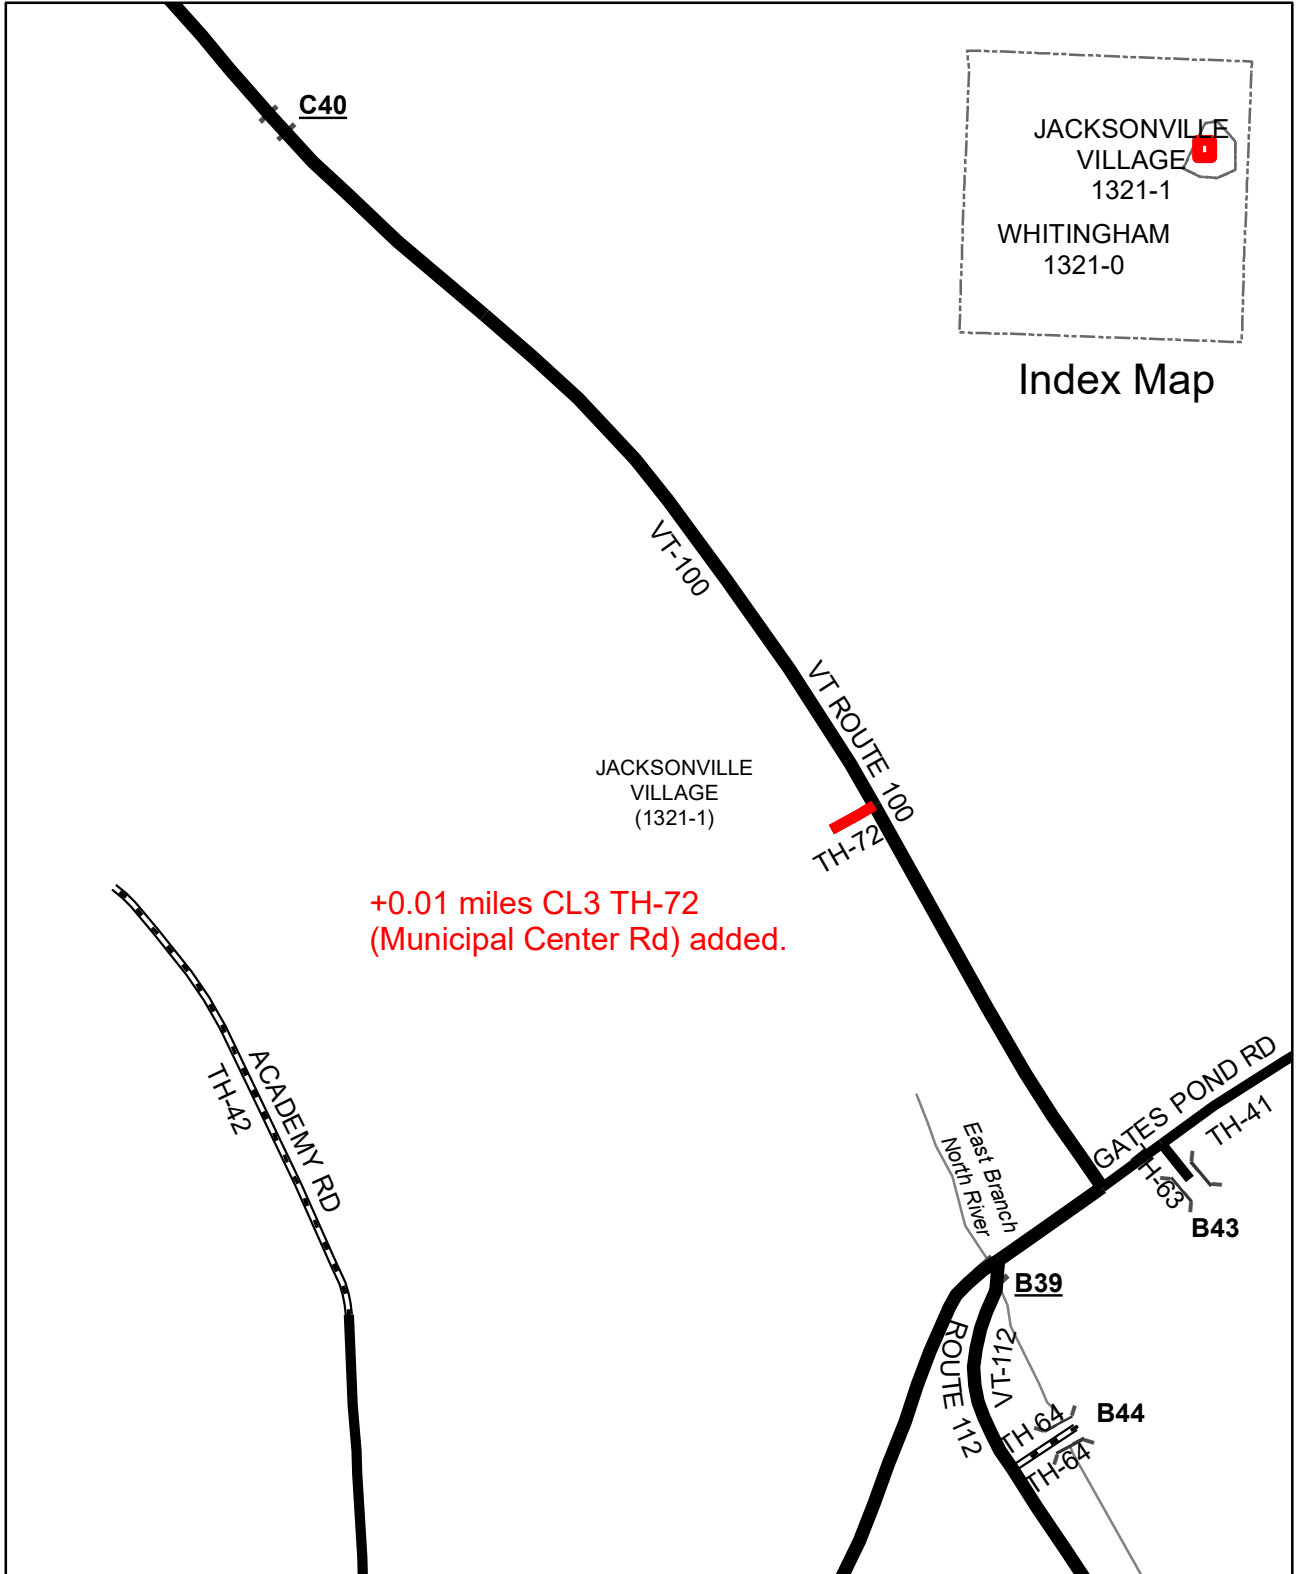 C40
JACKSONVILLE
VILLAGE
1321-1
WHITINGHAM
1321-0
Index Map
VT-100
VT ROUTE 100
JACKSONVILLE
VILLAGE
(1321-1)
TH-72
+0.01 miles CL3 TH-72
(Municipal Center Rd) added.
ACADEMY RD
TH-42
GATES POND RD
TH-41
TH-63
B43
East Branch
North River
B39
ROUTE 112
VT-112
B44
TH-64
TH-64